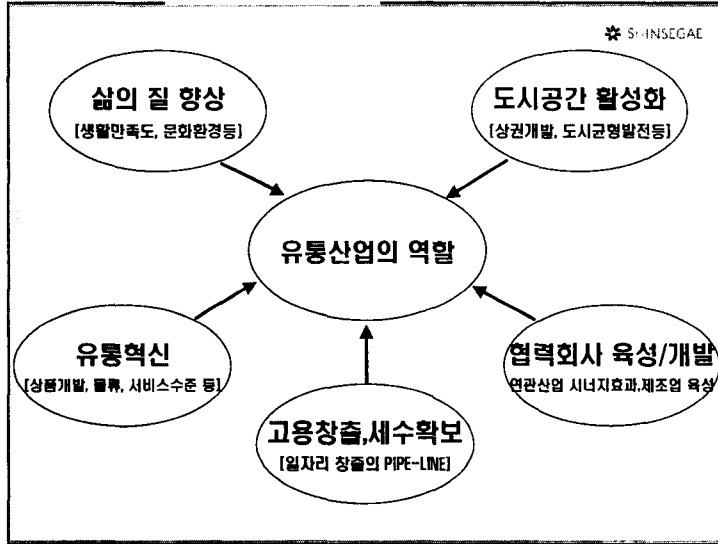 SHINSEGAE
삶의 질 향상
[생활만족도, 문화환경등]
도시공간 활성화
[상권개발, 도시균형발전등]
유통산업의 역할
유통혁신
[상품개발, 물류, 서비스수준 등]
협력회사 육성/개발
연관산업 시너지효과,제조업 육성
고용창출,세수확보
[일자리 창출의 PIPE-LINE]